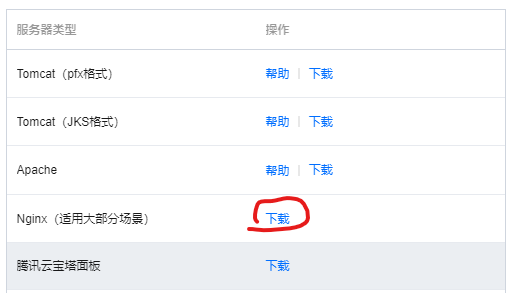 服务器类型 操作
Tomcat（pfx格式） 帮助 | 下载
Tomcat（JKS格式） 帮助 | 下载
Apache 帮助 | 下载
Nginx（适用大部分场景） 下载
腾讯云宝塔面板 下载